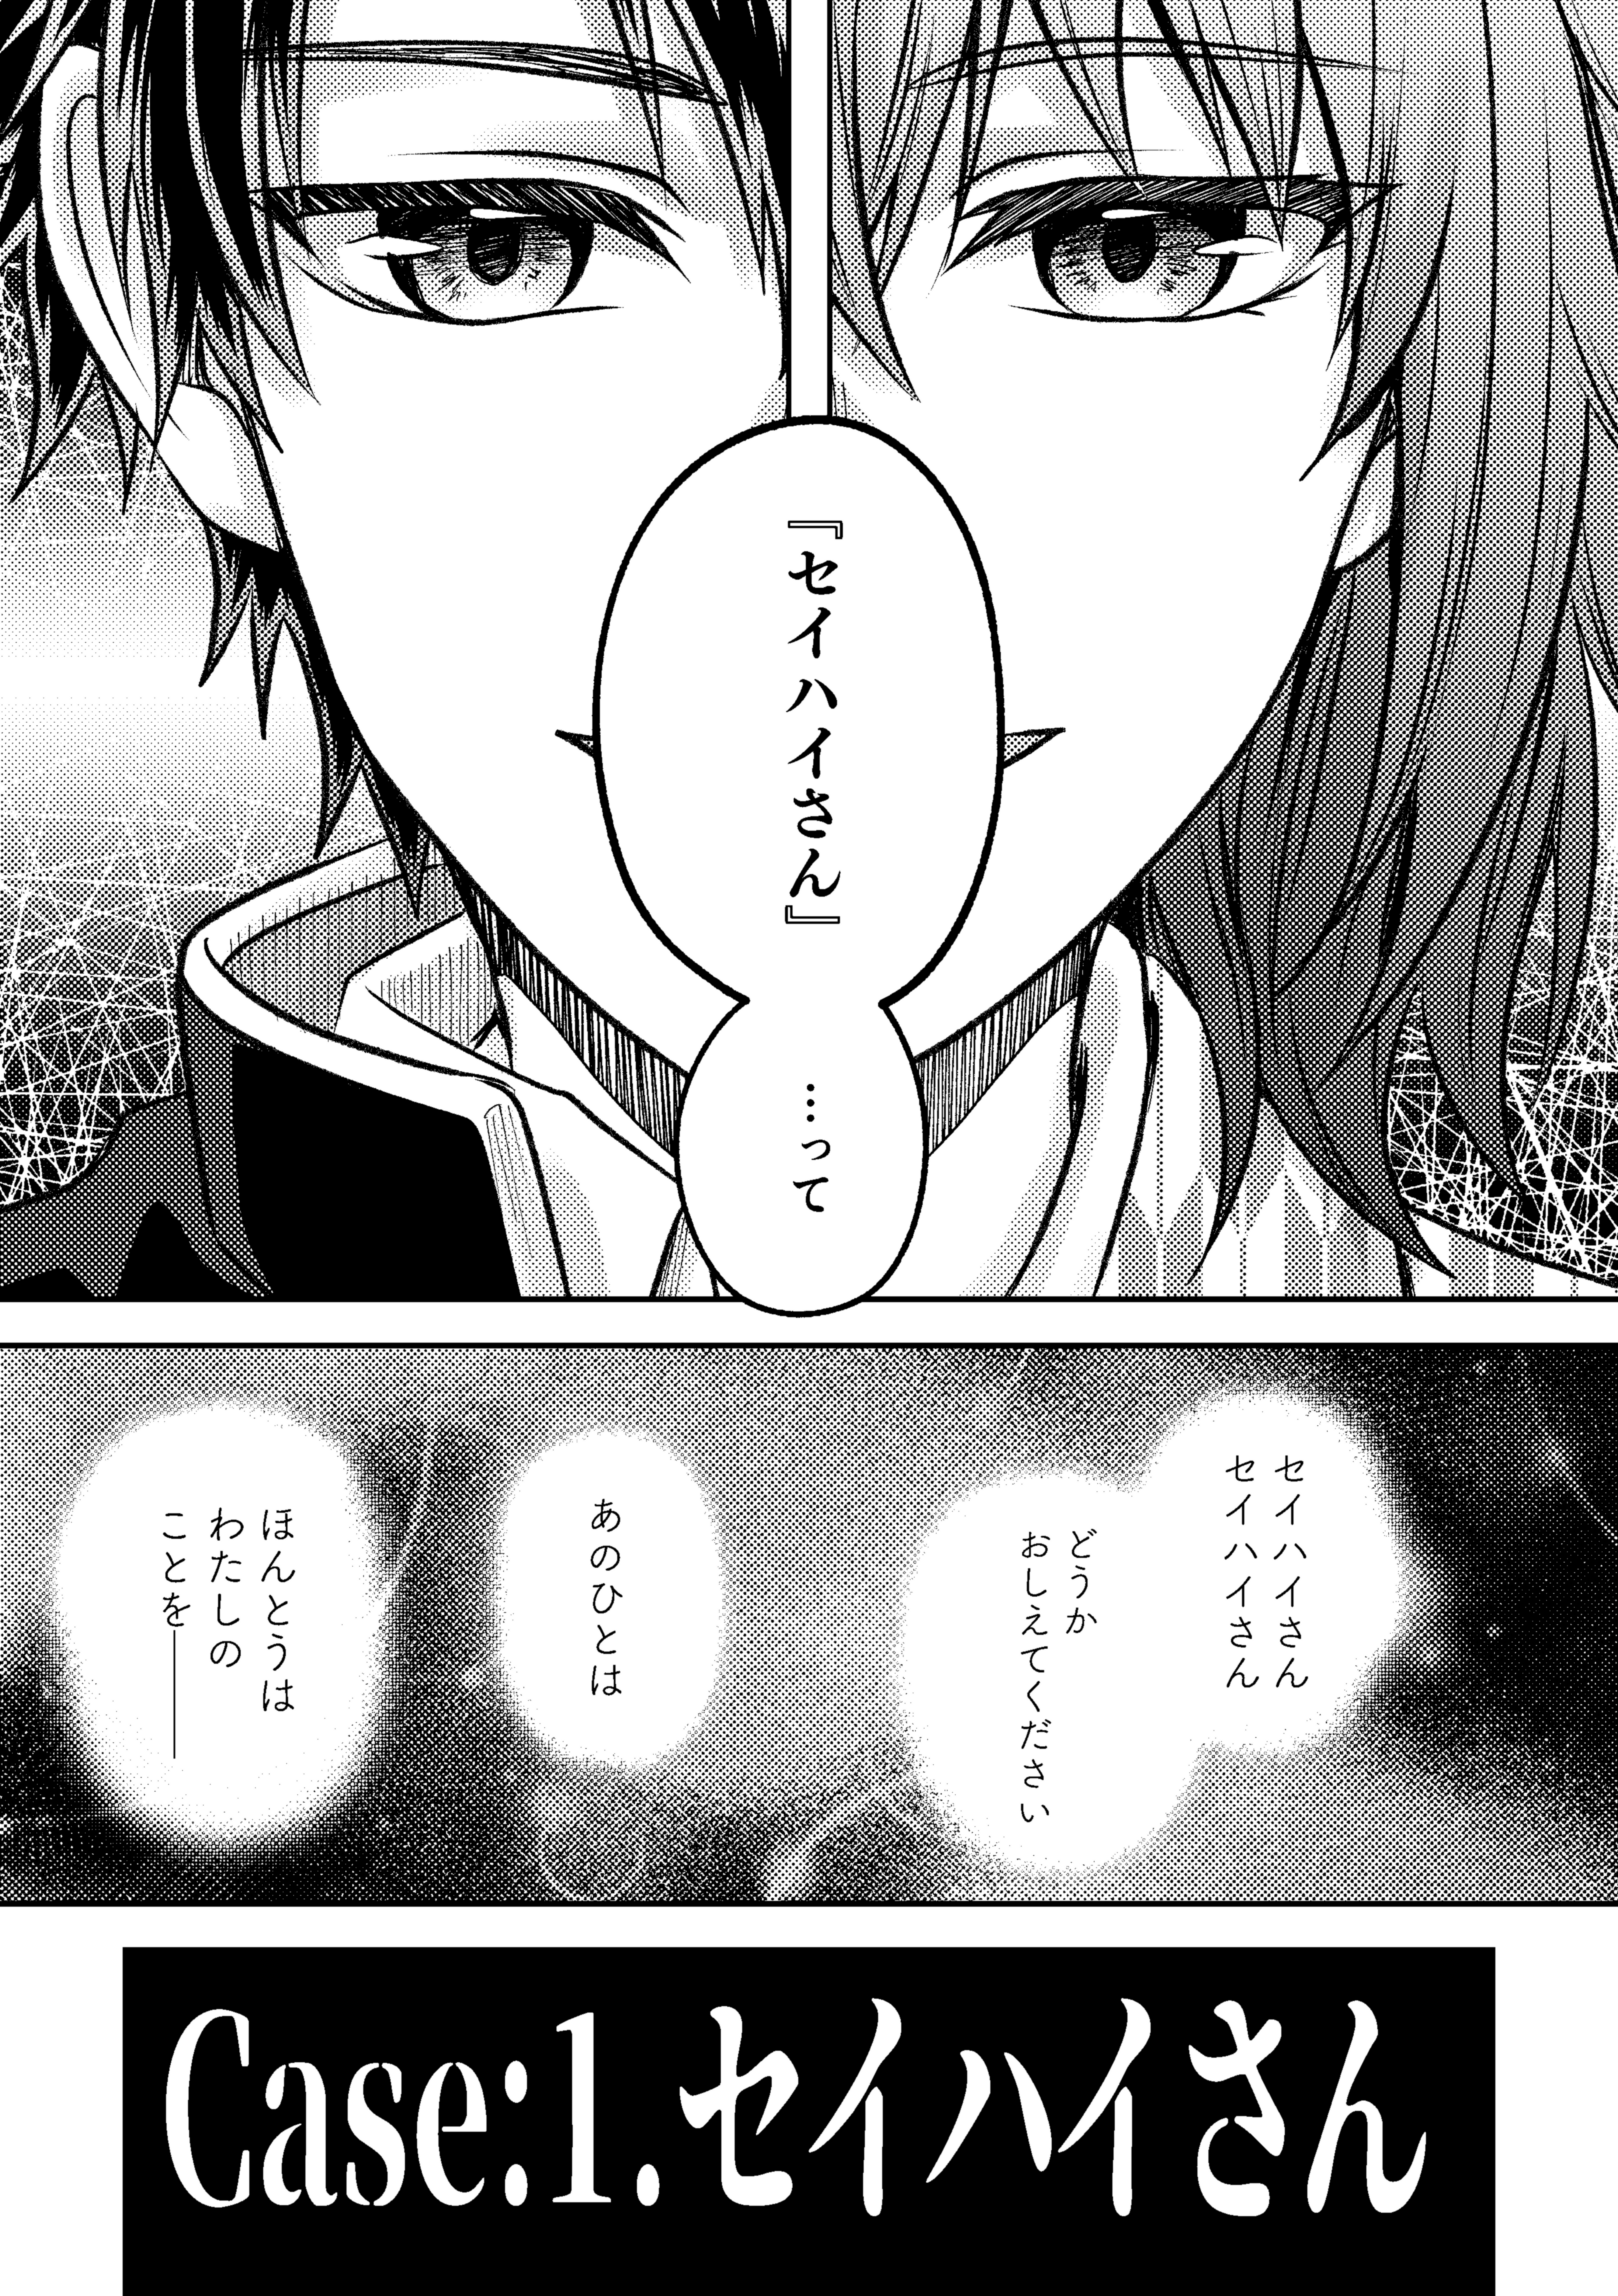 『セイハイさん』
…って
セイハイさん
セイハイさん
どうか
おしえてください
あのひとは
ほんとうは
わたしの
ことを――
Case:1.セイハイさん